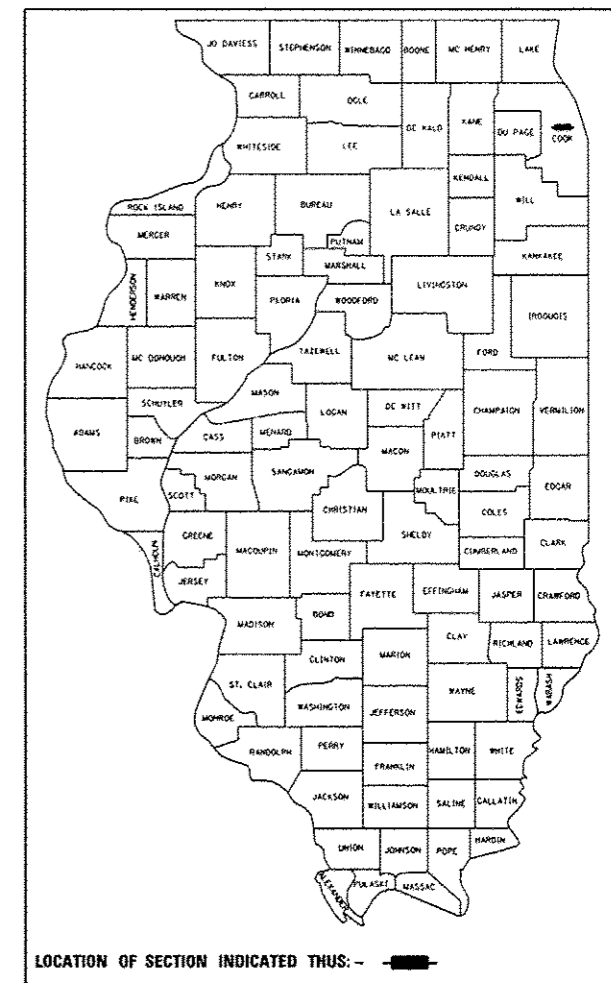 JO DAVIESS STEPHENSON WINNEBAGO BOONE MC HENRY LAKE
CARROLL OGLE DE KALB KANE DU PAGE COOK
WHITESIDE LEE
KENDALL WILL
ROCK ISLAND HENRY BUREAU LA SALLE GRUNDY
MERCER PUTNAM KANKAKEE
STARK MARSHALL
HENDERSON WARREN KNOX PEORIA WOODFORD LIVINGSTON IROQUOIS
HANCOCK MC DONOUGH FULTON TAZEWELL MC LEAN FORD
MASON
SCHUYLER LOGAN DE WITT CHAMPAIGN VERMILION
ADAMS BROWN CASS MENARD PIATT
MACON
MORGAN SANGAMON DOUGLAS
PIKE SCOTT CHRISTIAN MOULTRIE EDGAR
COLES
GREENE SHELBY
CALHOUN MACOUPIN MONTGOMERY CUMBERLAND CLARK
JERSEY
FAYETTE EFFINGHAM JASPER CRAWFORD
MADISON BOND
CLAY RICHLAND LAWRENCE
CLINTON MARION
ST. CLAIR WAYNE EDWARDS WABASH
WASHINGTON JEFFERSON
MONROE
RANDOLPH PERRY HAMILTON WHITE
FRANKLIN
JACKSON WILLIAMSON SALINE GALLATIN
UNION JOHNSON POPE HARDIN
ALEXANDER PULASKI MASSAC
LOCATION OF SECTION INDICATED THUS: -